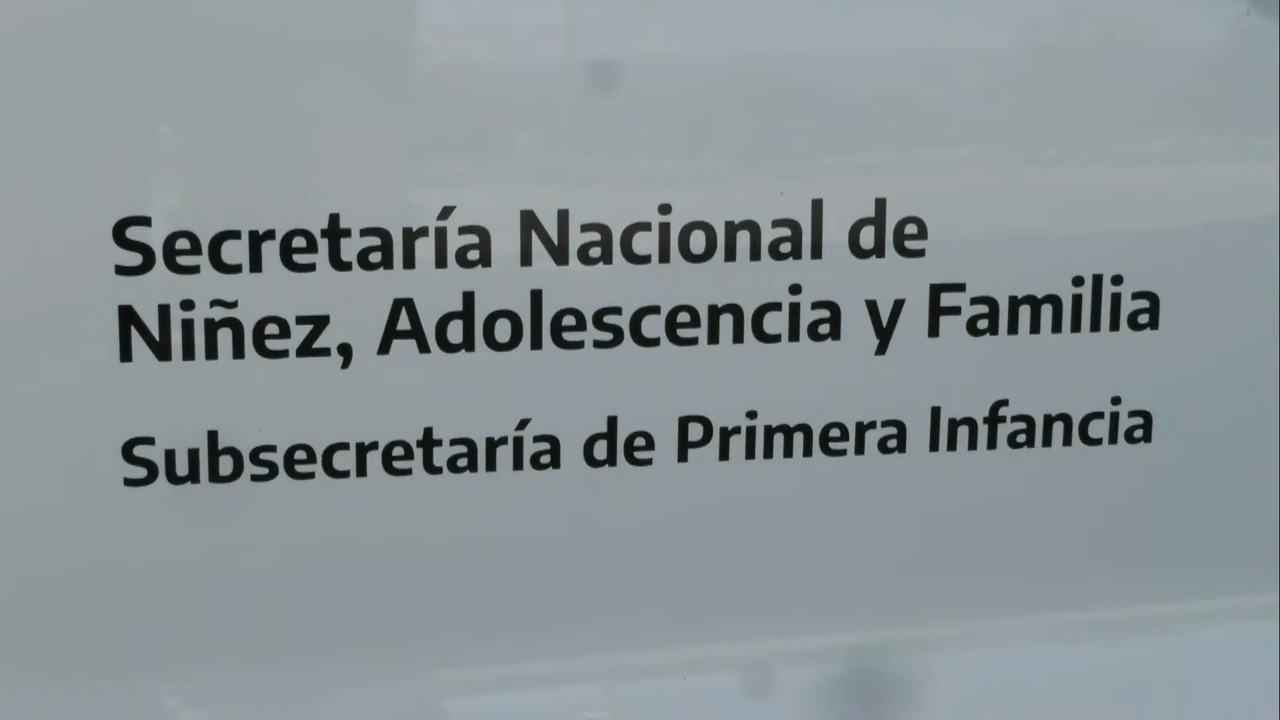 Secretaría Nacional de
Niñez, Adolescencia y Familia
Subsecretaría de Primera Infancia